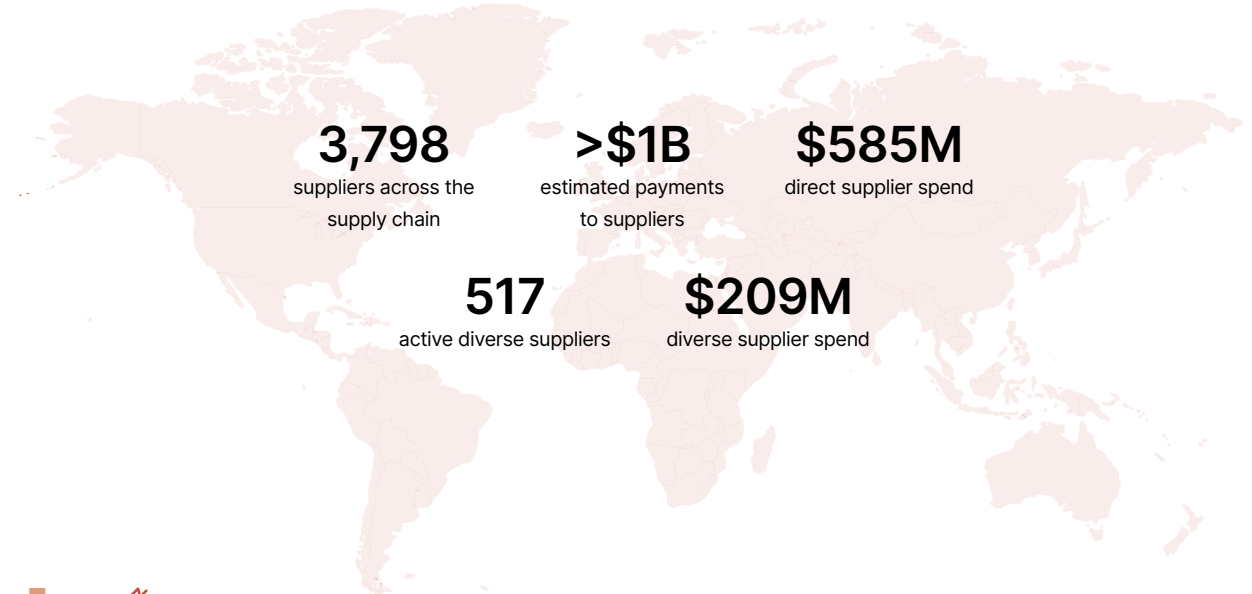 3,798
suppliers across the
supply chain
>$1B
estimated payments
to suppliers
$585M
direct supplier spend
517
active diverse suppliers
$209M
diverse supplier spend